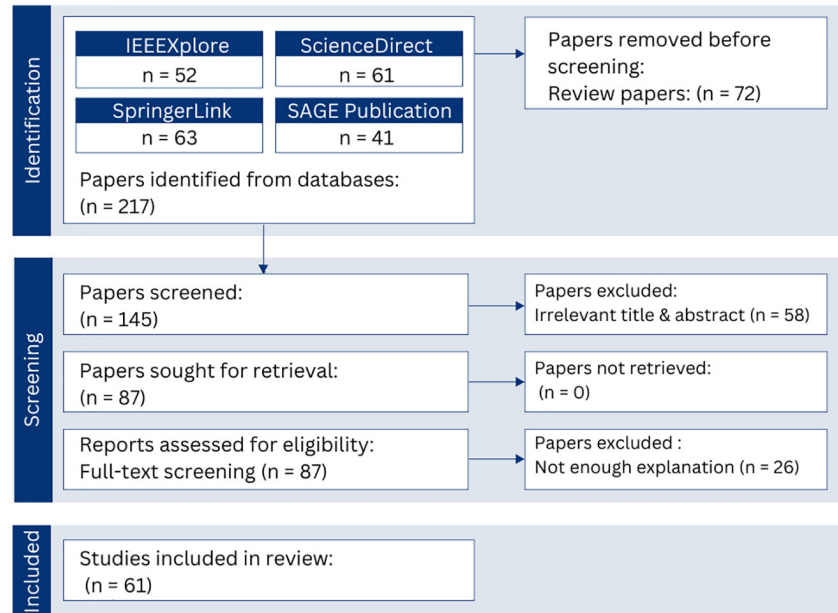 Identification
IEEEXplore
n = 52
ScienceDirect
n = 61
SpringerLink
n = 63
SAGE Publication
n = 41
Papers identified from databases:
(n = 217)
Papers removed before
screening:
Review papers: (n = 72)
Screening
Papers screened:
(n = 145)
Papers excluded:
Irrelevant title & abstract (n = 58)
Papers sought for retrieval:
(n = 87)
Papers not retrieved:
(n = 0)
Reports assessed for eligibility:
Full-text screening (n = 87)
Papers excluded :
Not enough explanation (n = 26)
Included
Studies included in review:
(n = 61)